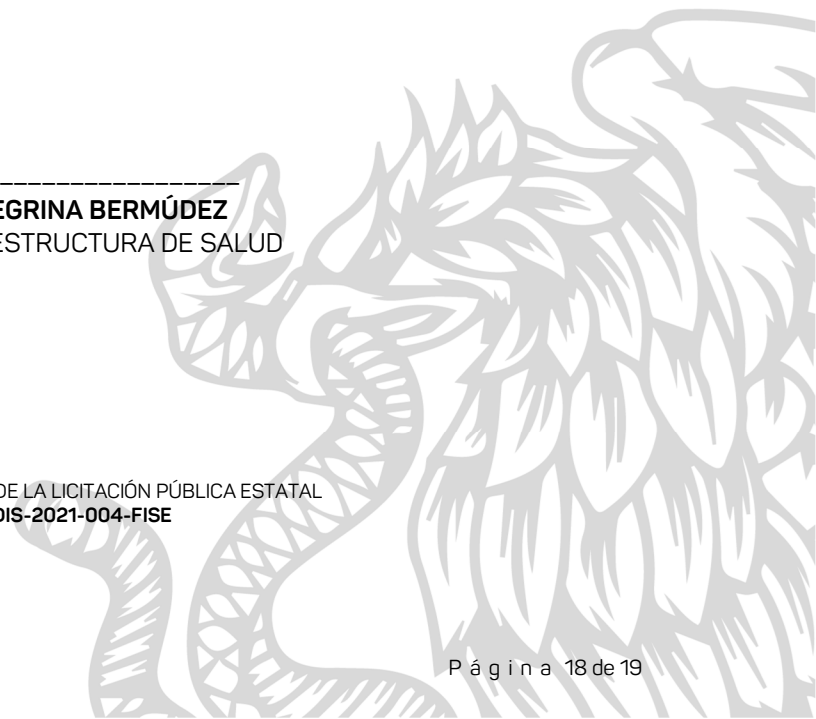 EGRINA BERMÚDEZ
ESTRUCTURA DE SALUD
DE LA LICITACIÓN PÚBLICA ESTATAL
DIS-2021-004-FISE
P á g i n a 18 de 19